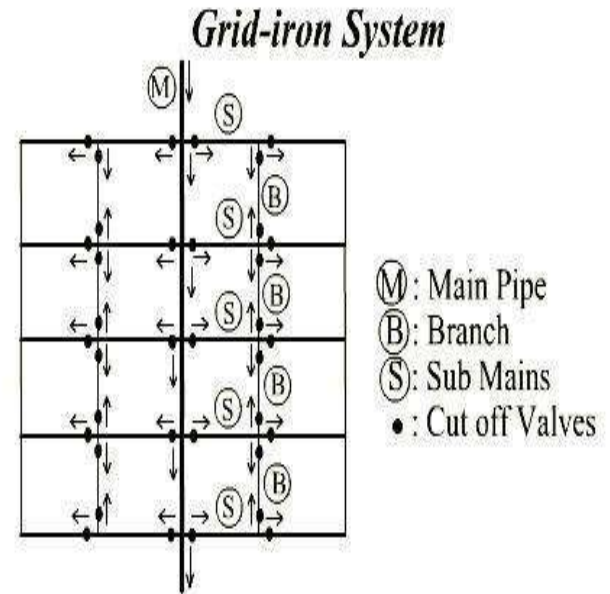 Grid-iron System
M
S
B
S
B
S
B
S
B
S
M : Main Pipe
B : Branch
S : Sub Mains
• : Cut off Valves